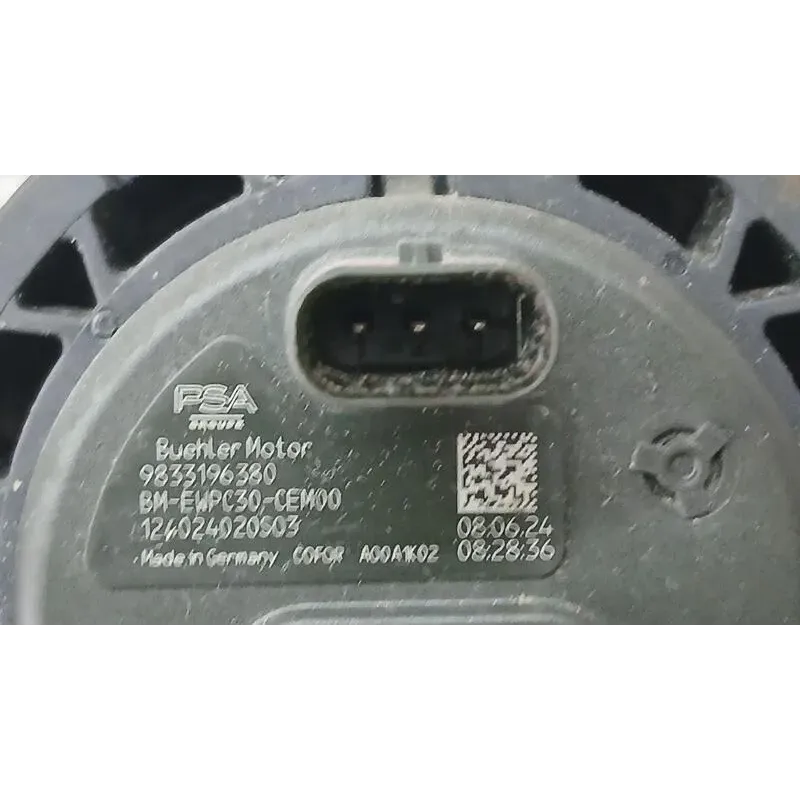 PSA
GROUPE
Buehler Motor
9833196380
BM-EWPC30-CEM00
124024020S03
Made in Germany COFOR A00A1K02
08.06.24
08:28:36